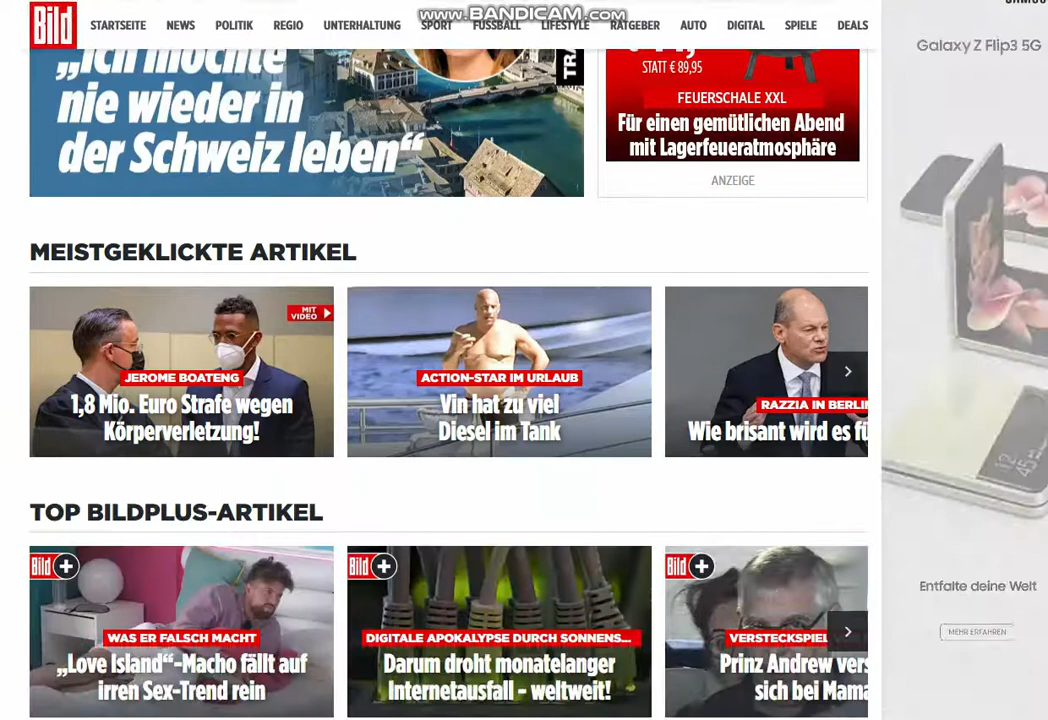 www.BANDICAM.com
Bild
STARTSEITE NEWS POLITIK REGIO UNTERHALTUNG SPORT FUSSBALL LIFESTYLE RATGEBER AUTO DIGITAL SPIELE DEALS
„Ich möchte
nie wieder in
der Schweiz leben“
TRA
STATT € 89,95
FEUERSCHALE XXL
Für einen gemütlichen Abend
mit Lagerfeueratmosphäre
ANZEIGE
Galaxy Z Flip3 5G
MEISTGEKLICKTE ARTIKEL
MIT
VIDEO
JEROME BOATENG
1,8 Mio. Euro Strafe wegen
Körperverletzung!
ACTION-STAR IM URLAUB
Vin hat zu viel
Diesel im Tank
RAZZIA IN BERLIN
Wie brisant wird es fü
12
45
TOP BILDPLUS-ARTIKEL
Bild +
WAS ER FALSCH MACHT
„Love Island“-Macho fällt auf
irren Sex-Trend rein
Bild +
DIGITALE APOKALYPSE DURCH SONNENS...
Darum droht monatelanger
Internetausfall – weltweit!
Bild +
VERSTECKSPIEL
Prinz Andrew vers
sich bei Mama
Entfalte deine Welt
MEHR ERFAHREN